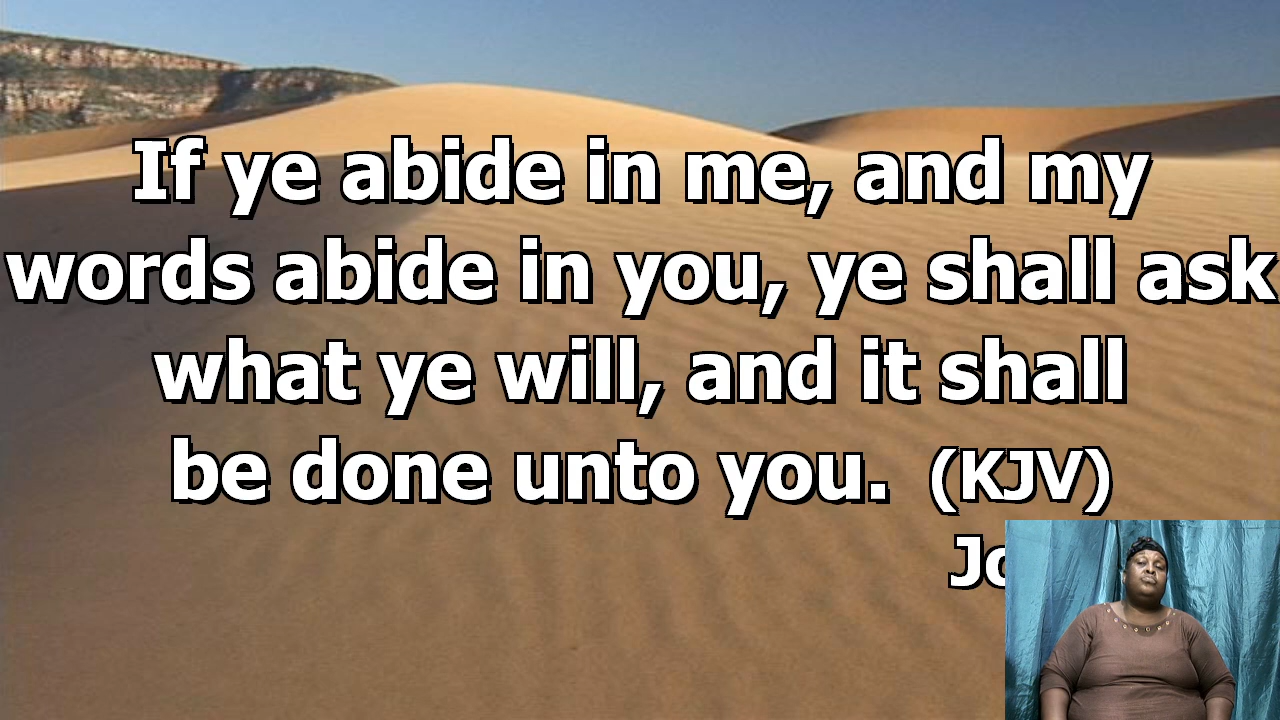 If ye abide in me, and my
words abide in you, ye shall ask
what ye will, and it shall
be done unto you. (KJV)